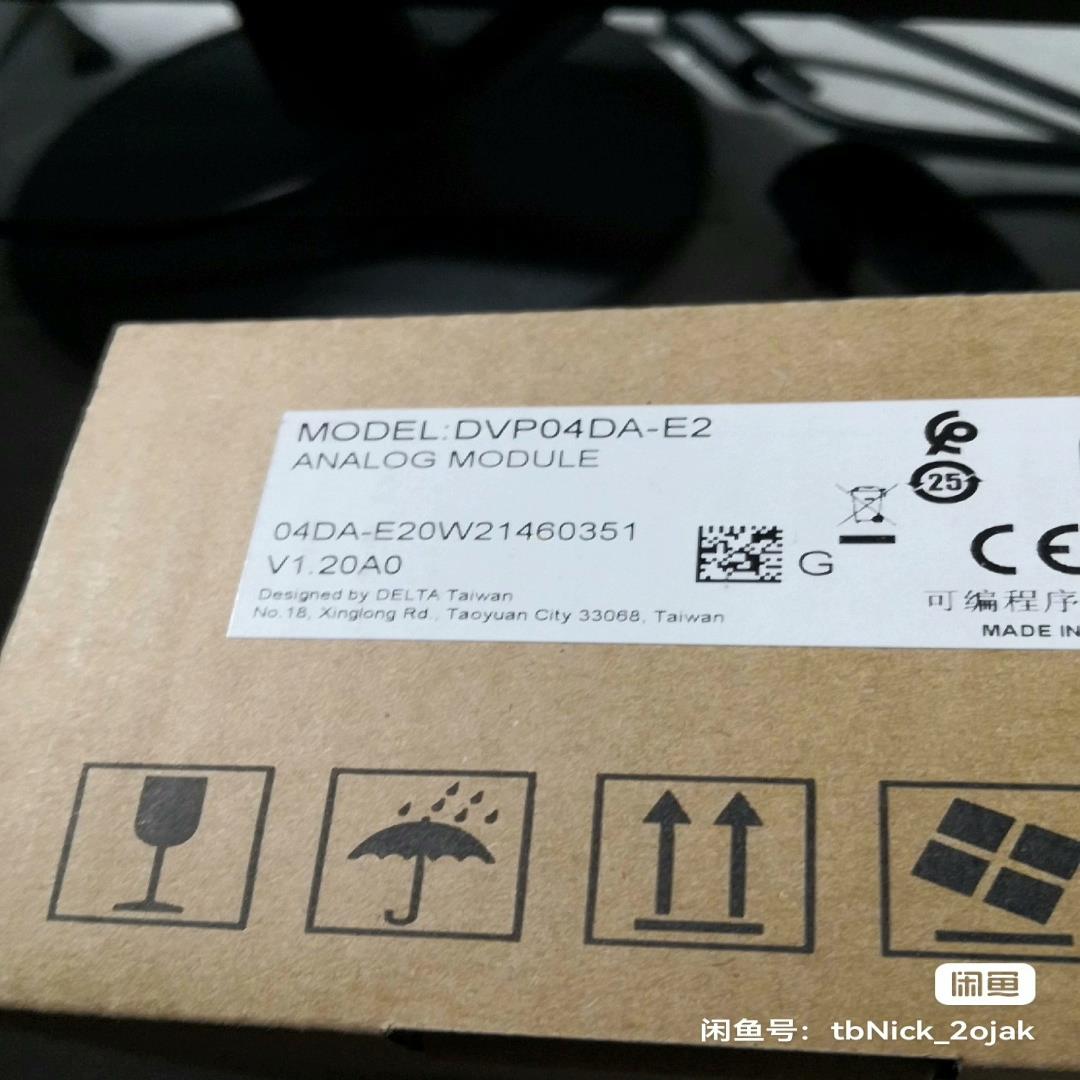 MODEL:DVP04DA-E2
ANALOG MODULE
25
04DA-E20W21460351
V1.20A0
G
CE
Designed by DELTA Taiwan
No.18, Xinglong Rd., Taoyuan City 33068, Taiwan
可编程序
MADE IN
闲鱼
闲鱼号：tbNick_2ojak